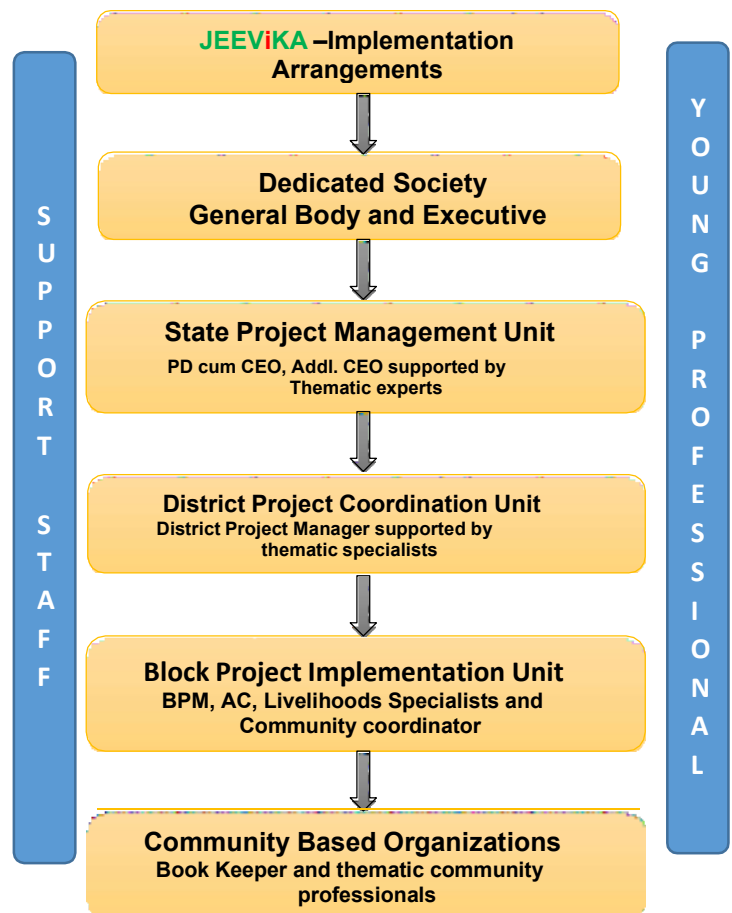 JEEViKA –Implementation
Arrangements
Dedicated Society
General Body and Executive
State Project Management Unit
PD cum CEO, Addl. CEO supported by
Thematic experts
District Project Coordination Unit
District Project Manager supported by
thematic specialists
Block Project Implementation Unit
BPM, AC, Livelihoods Specialists and
Community coordinator
Community Based Organizations
Book Keeper and thematic community
professionals
SUPPORT STAFF
YOUNG PROFESSIONAL